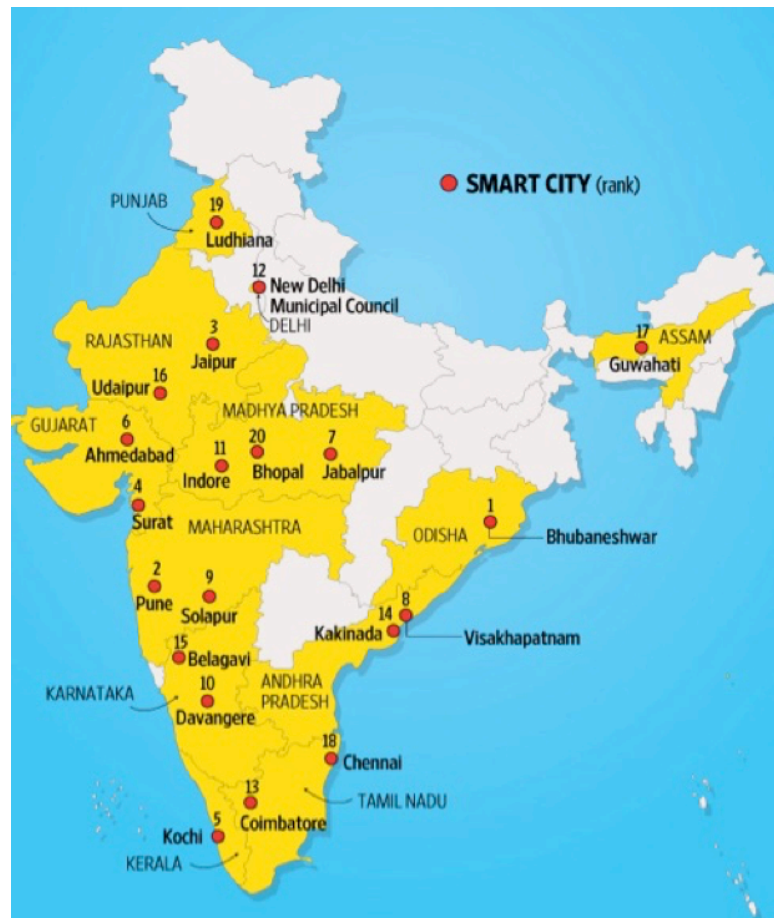 SMART CITY (rank)
PUNJAB
19
Ludhiana
12
New Delhi
Municipal Council
DELHI
RAJASTHAN
3
Jaipur
17
ASSAM
Guwahati
Udaipur
16
MADHYA PRADESH
GUJARAT
6
Ahmedabad
11
Indore
20
Bhopal
7
Jabalpur
4
Surat
MAHARASHTRA
ODISHA
1
Bhubaneshwar
2
Pune
9
Solapur
14
Kakinada
8
Visakhapatnam
15
Belagavi
KARNATAKA
10
Davangere
ANDHRA
PRADESH
18
Chennai
13
Coimbatore
TAMIL NADU
5
Kochi
KERALA